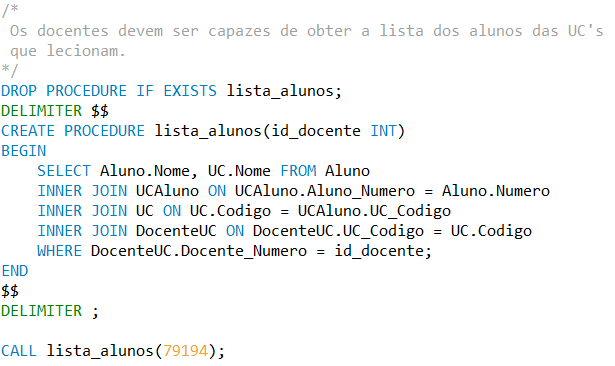 /*
Os docentes devem ser capazes de obter a lista dos alunos das UC's
que lecionam.
*/
DROP PROCEDURE IF EXISTS lista_alunos;
DELIMITER $$
CREATE PROCEDURE lista_alunos(id_docente INT)
BEGIN
SELECT Aluno.Nome, UC.Nome FROM Aluno
INNER JOIN UCAluno ON UCAluno.Aluno_Numero = Aluno.Numero
INNER JOIN UC ON UC.Codigo = UCAluno.UC_Codigo
INNER JOIN DocenteUC ON DocenteUC.UC_Codigo = UC.Codigo
WHERE DocenteUC.Docente_Numero = id_docente;
END
$$
DELIMITER ;
CALL lista_alunos(79194);